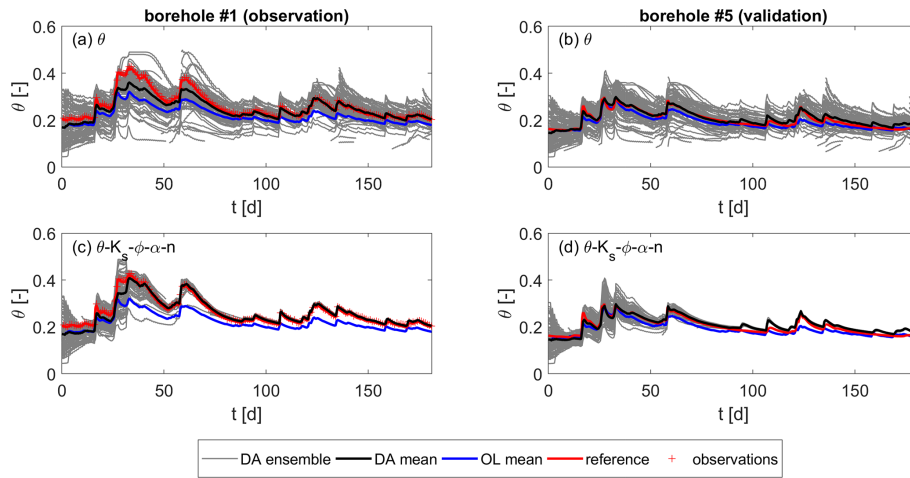 borehole #1 (observation)
borehole #5 (validation)
(a) θ
θ [-]
0.6
0.4
0.2
0
0 50 100 150
t [d]
(b) θ
θ [-]
0.6
0.4
0.2
0
0 50 100 150
t [d]
(c) θ-Ks-ϕ-α-n
θ [-]
0.6
0.4
0.2
0
0 50 100 150
t [d]
(d) θ-Ks-ϕ-α-n
θ [-]
0.6
0.4
0.2
0
0 50 100 150
t [d]
DA ensemble DA mean OL mean reference observations